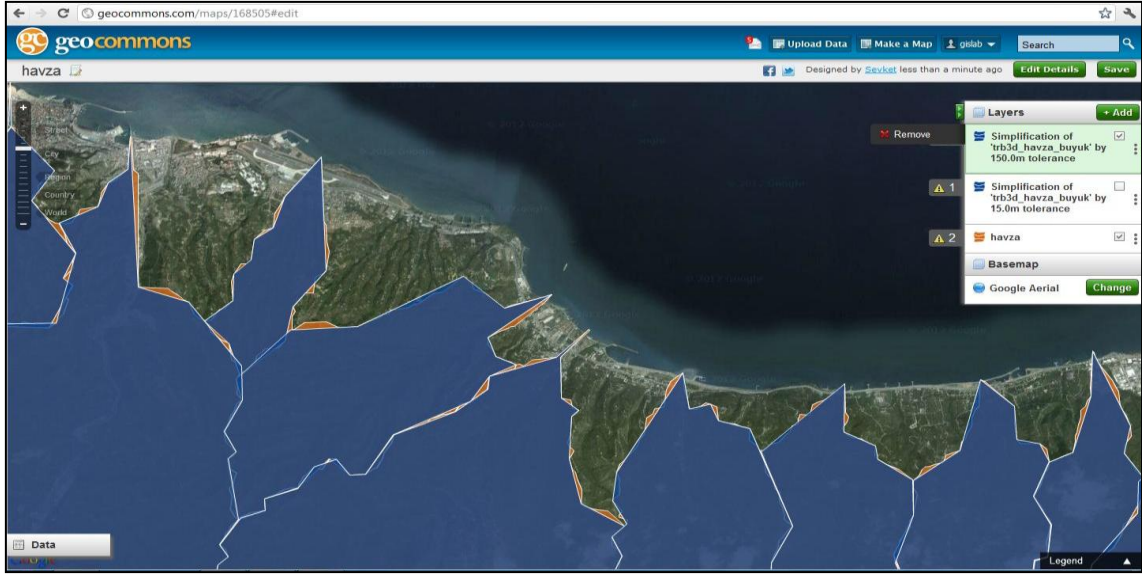 geocommons.com/maps/168505#edit
gc geocommons
Upload Data
Make a Map
gislab
Search
havza
Designed by Sevket less than a minute ago
Edit Details
Save
+
Street
City
Region
Country
World
-
Layers
+ Add
Remove
Simplification of
'trb3d_havza_buyuk' by
150.0m tolerance
1
Simplification of
'trb3d_havza_buyuk' by
15.0m tolerance
2
havza
Basemap
Google Aerial
Change
Data
Legend